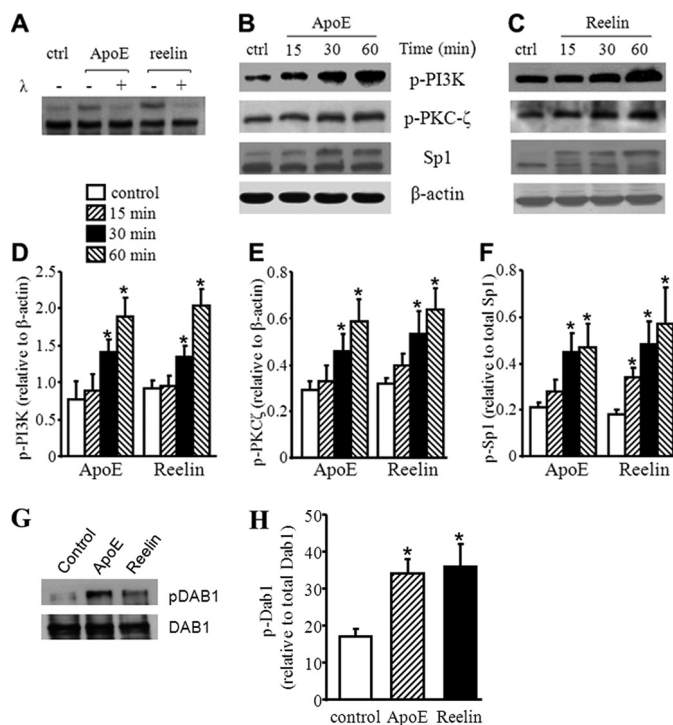 A
ctrl ApoE reelin
λ - - + - +
B
ApoE
ctrl 15 30 60 Time (min)
p-PI3K
p-PKC-ζ
Sp1
β-actin
C
Reelin
ctrl 15 30 60
control
15 min
30 min
60 min
D
p-PI3K (relative to β-actin)
2.5
2.0
1.5
1.0
0.5
0
* * * *
ApoE Reelin
E
p-PKCζ (relative to β-actin)
0.8
0.6
0.4
0.2
0
* * * *
ApoE Reelin
F
p-Sp1 (relative to total Sp1)
0.8
0.6
0.4
0.2
0
* * * * *
ApoE Reelin
G
Control ApoE Reelin
pDAB1
DAB1
H
p-Dab1
(relative to total Dab1)
50
40
30
20
10
0
* *
control ApoE Reelin